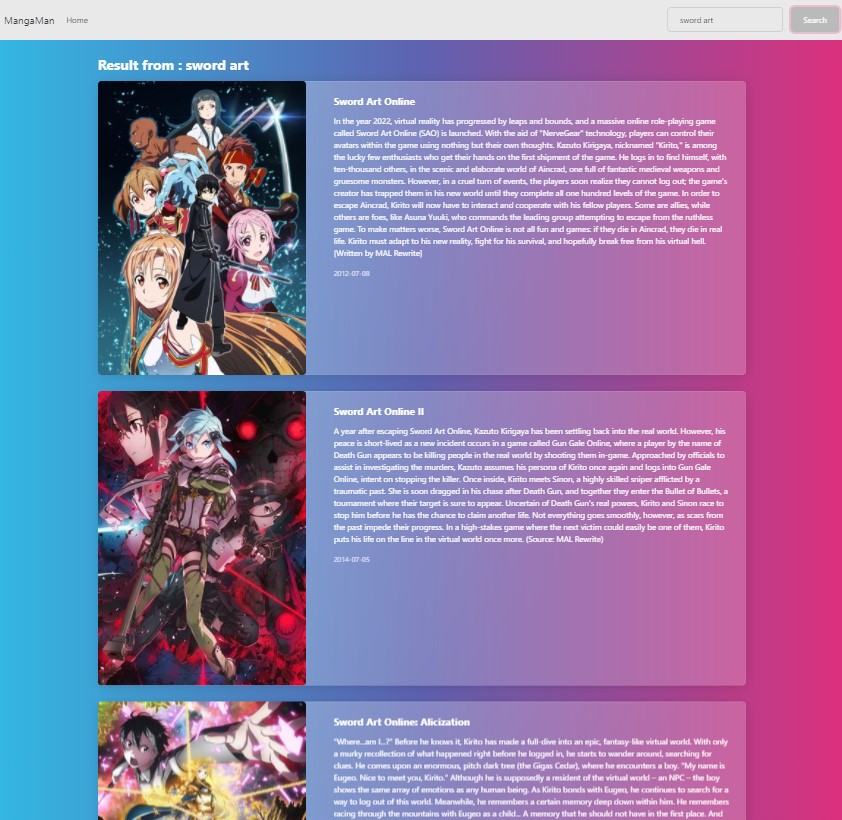 MangaMan Home sword art Search
Result from : sword art
Sword Art Online
In the year 2022, virtual reality has progressed by leaps and bounds, and a massive online role-playing game
called Sword Art Online (SAO) is launched. With the aid of "NerveGear" technology, players can control their
avatars within the game using nothing but their own thoughts. Kazuto Kirigaya, nicknamed "Kirito," is among
the lucky few enthusiasts who get their hands on the first shipment of the game. He logs in to find himself, with
ten-thousand others, in the scenic and elaborate world of Aincrad, one full of fantastic medieval weapons and
gruesome monsters. However, in a cruel turn of events, the players soon realize they cannot log out; the game's
creator has trapped them in his new world until they complete all one hundred levels of the game. In order to
escape Aincrad, Kirito will now have to interact and cooperate with his fellow players. Some are allies, while
others are foes, like Asuna Yuuki, who commands the leading group attempting to escape from the ruthless
game. To make matters worse, Sword Art Online is not all fun and games: if they die in Aincrad, they die in real
life. Kirito must adapt to his new reality, fight for his survival, and hopefully break free from his virtual hell.
[Written by MAL Rewrite]
2012-07-08
Sword Art Online II
A year after escaping Sword Art Online, Kazuto Kirigaya has been settling back into the real world. However, his
peace is short-lived as a new incident occurs in a game called Gun Gale Online, where a player by the name of
Death Gun appears to be killing people in the real world by shooting them in-game. Approached by officials to
assist in investigating the murders, Kazuto assumes his persona of Kirito once again and logs into Gun Gale
Online, intent on stopping the killer. Once inside, Kirito meets Sinon, a highly skilled sniper afflicted by a
traumatic past. She is soon dragged in his chase after Death Gun, and together they enter the Bullet of Bullets, a
tournament where their target is sure to appear. Uncertain of Death Gun's real powers, Kirito and Sinon race to
stop him before he has the chance to claim another life. Not everything goes smoothly, however, as scars from
the past impede their progress. In a high-stakes game where the next victim could easily be one of them, Kirito
puts his life on the line in the virtual world once more. (Source: MAL Rewrite)
2014-07-05
Sword Art Online: Alicization
"Where...am I...?" Before he knows it, Kirito has made a full-dive into an epic, fantasy-like virtual world. With only
a murky recollection of what happened right before he logged in, he starts to wander around, searching for
clues. He comes upon an enormous, pitch dark tree (the Gigas Cedar), where he encounters a boy. "My name is
Eugeo. Nice to meet you, Kirito." Although he is supposedly a resident of the virtual world – an NPC – the boy
shows the same array of emotions as any human being. As Kirito bonds with Eugeo, he continues to search for a
way to log out of this world. Meanwhile, he remembers a certain memory deep down within him. He remembers
racing through the mountains with Eugeo as a child... A memory that he should not have in the first place. And